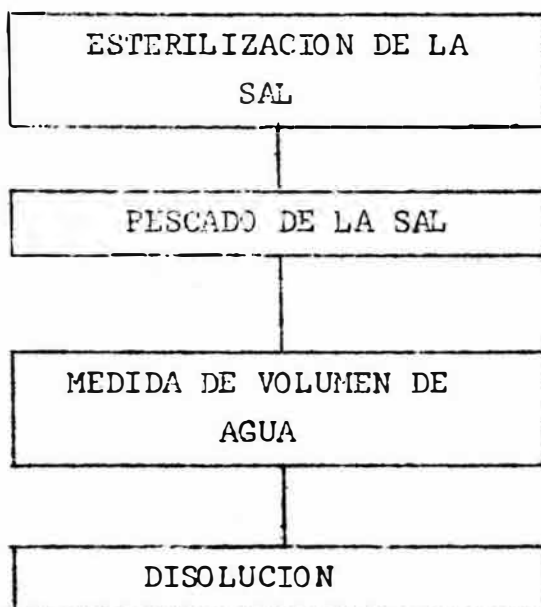 ESTERILIZACION DE LA
SAL
PESCADO DE LA SAL
MEDIDA DE VOLUMEN DE
AGUA
DISOLUCION